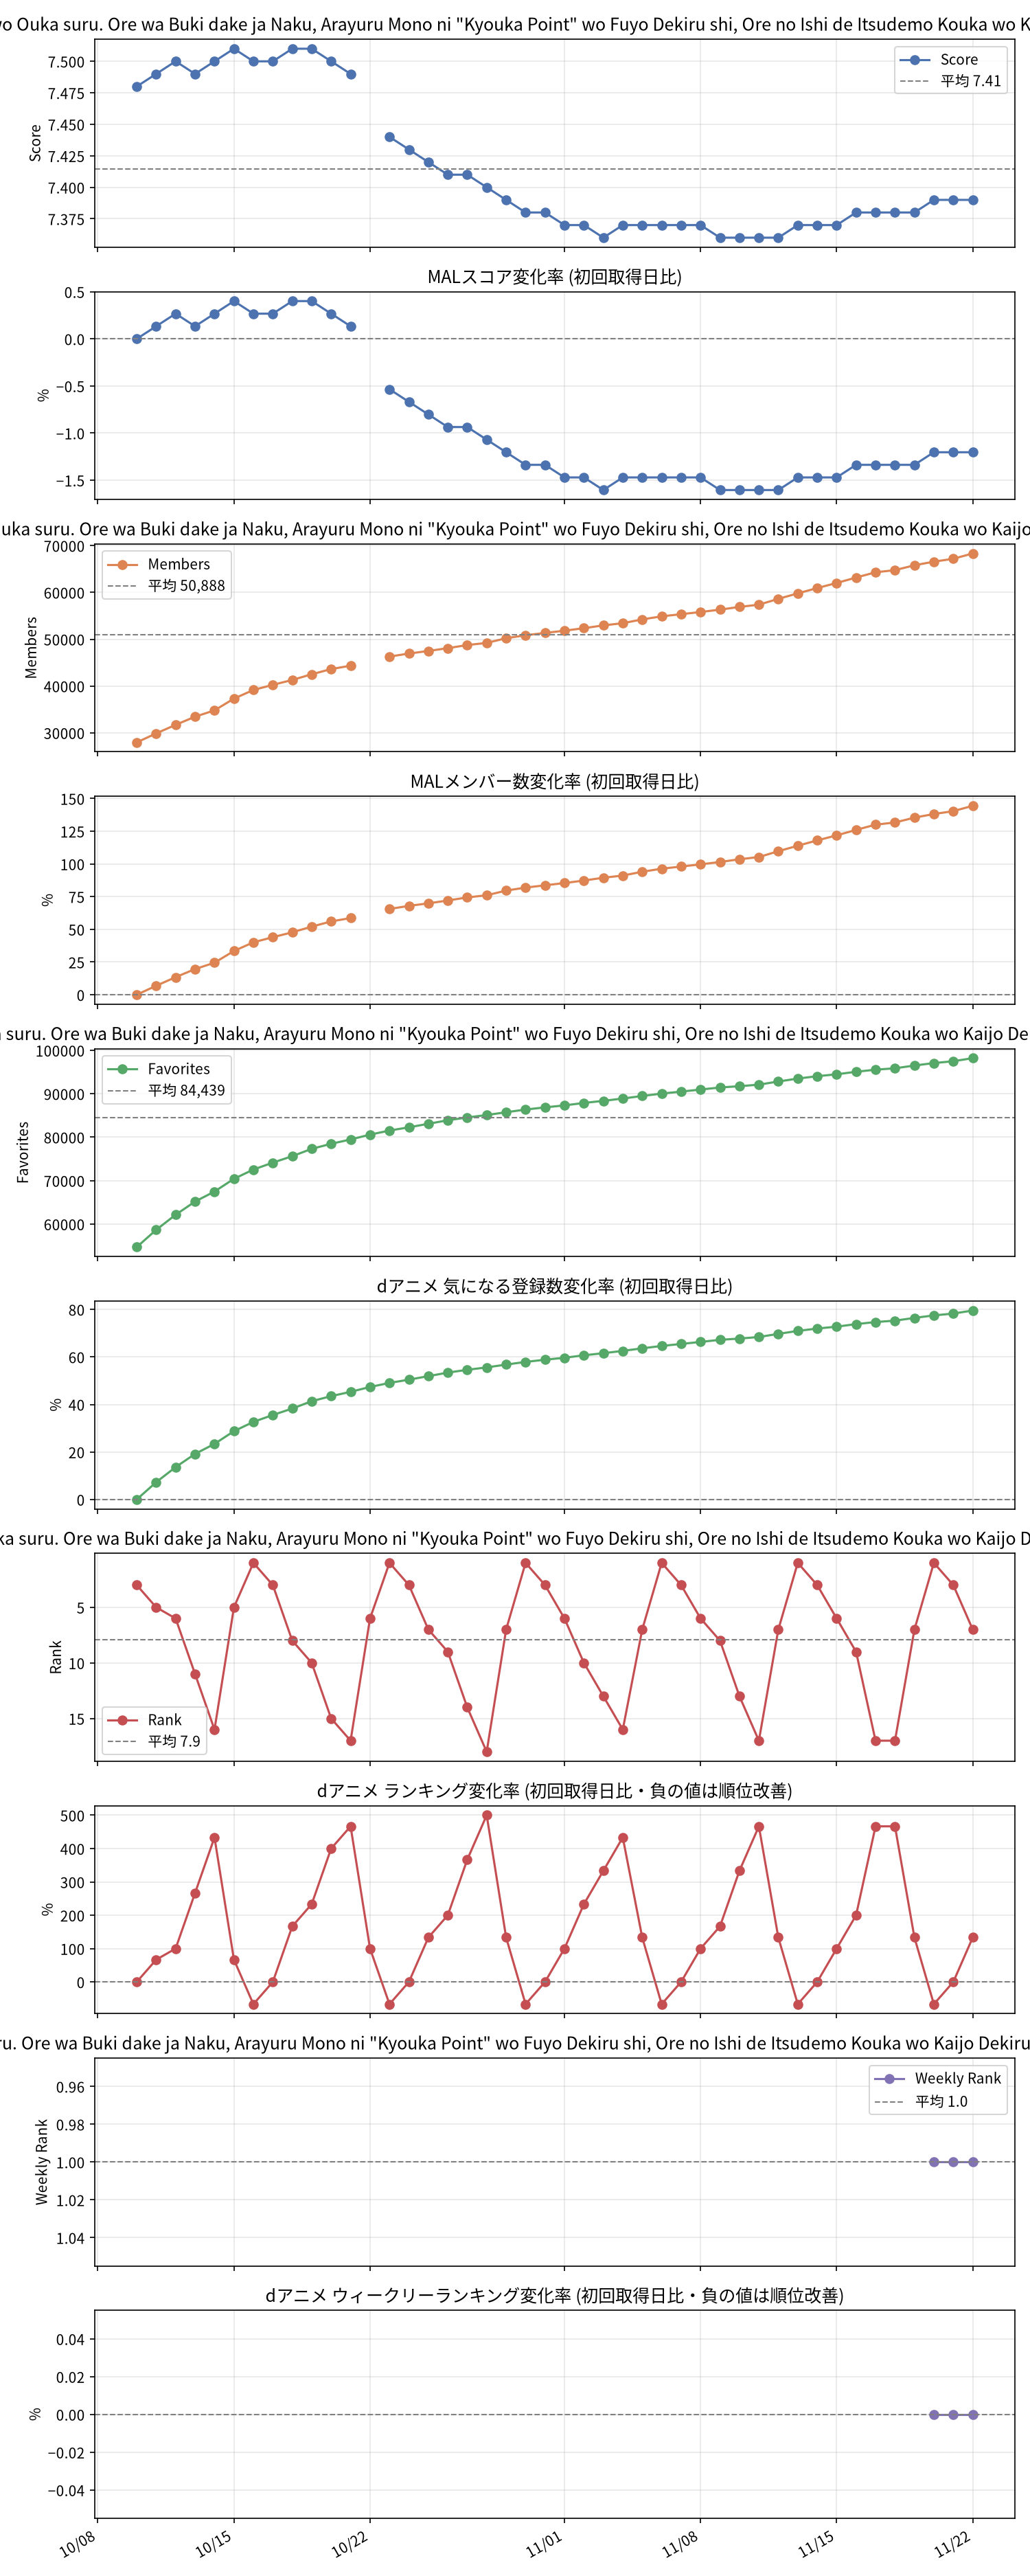 o Ouka suru. Ore wa Buki dake ja Naku, Arayuru Mono ni "Kyouka Point" wo Fuyo Dekiru shi, Ore no Ishi de Itsudemo Kouka wo K
Score
平均 7.41
7.500
7.475
7.450
7.425
7.400
7.375
Score
MALスコア変化率 (初回取得日比)
0.5
0.0
−0.5
−1.0
−1.5
%
uka suru. Ore wa Buki dake ja Naku, Arayuru Mono ni "Kyouka Point" wo Fuyo Dekiru shi, Ore no Ishi de Itsudemo Kouka wo Kaijo
Members
平均 50,888
70000
60000
50000
40000
30000
Members
MALメンバー数変化率 (初回取得日比)
150
125
100
75
50
25
0
%
suru. Ore wa Buki dake ja Naku, Arayuru Mono ni "Kyouka Point" wo Fuyo Dekiru shi, Ore no Ishi de Itsudemo Kouka wo Kaijo De
Favorites
平均 84,439
100000
90000
80000
70000
60000
Favorites
dアニメ 気になる登録数変化率 (初回取得日比)
80
60
40
20
0
%
ka suru. Ore wa Buki dake ja Naku, Arayuru Mono ni "Kyouka Point" wo Fuyo Dekiru shi, Ore no Ishi de Itsudemo Kouka wo Kaijo D
5
10
15
Rank
Rank
平均 7.9
dアニメ ランキング変化率 (初回取得日比・負の値は順位改善)
500
400
300
200
100
0
%
ru. Ore wa Buki dake ja Naku, Arayuru Mono ni "Kyouka Point" wo Fuyo Dekiru shi, Ore no Ishi de Itsudemo Kouka wo Kaijo Dekiru
Weekly Rank
平均 1.0
0.96
0.98
1.00
1.02
1.04
Weekly Rank
dアニメ ウィークリーランキング変化率 (初回取得日比・負の値は順位改善)
0.04
0.02
0.00
−0.02
−0.04
%
10/08
10/15
10/22
11/01
11/08
11/15
11/22